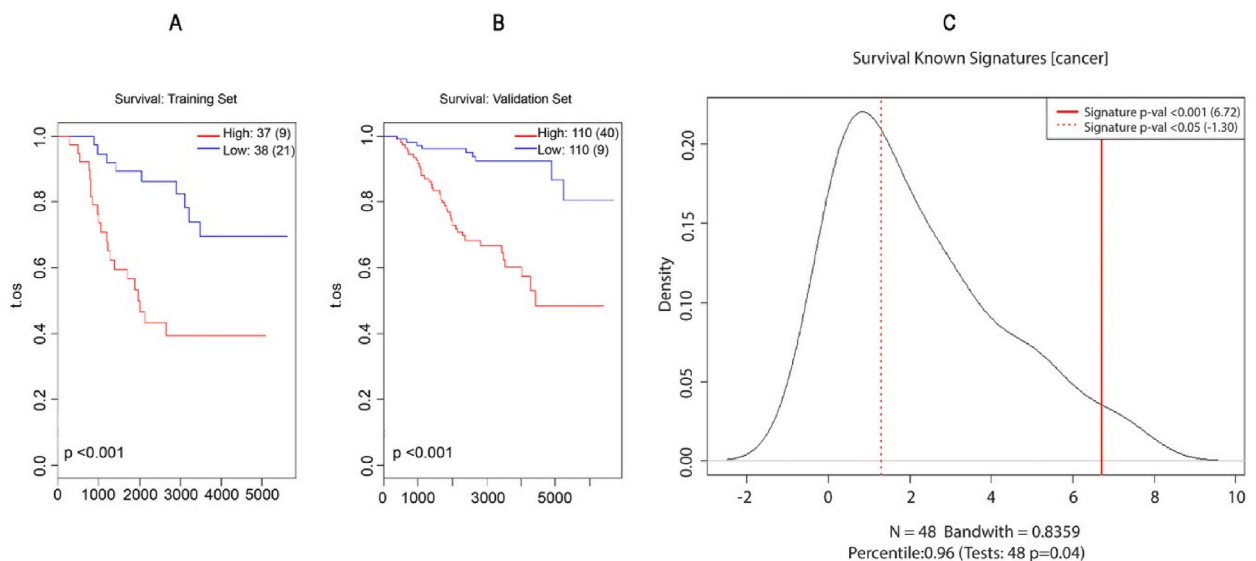 A
Survival: Training Set
High: 37 (9)
Low: 38 (21)
t.os
1.0
0.8
0.6
0.4
0.2
0.0
p <0.001
0 1000 2000 3000 4000 5000
B
Survival: Validation Set
High: 110 (40)
Low: 110 (9)
t.os
1.0
0.8
0.6
0.4
0.2
0.0
p <0.001
0 1000 3000 5000
C
Survival Known Signatures [cancer]
Signature p-val <0.001 (6.72)
Signature p-val <0.05 (-1.30)
Density
0.20
0.15
0.10
0.05
0.00
-2 0 2 4 6 8 10
N = 48 Bandwith = 0.8359
Percentile:0.96 (Tests: 48 p=0.04)